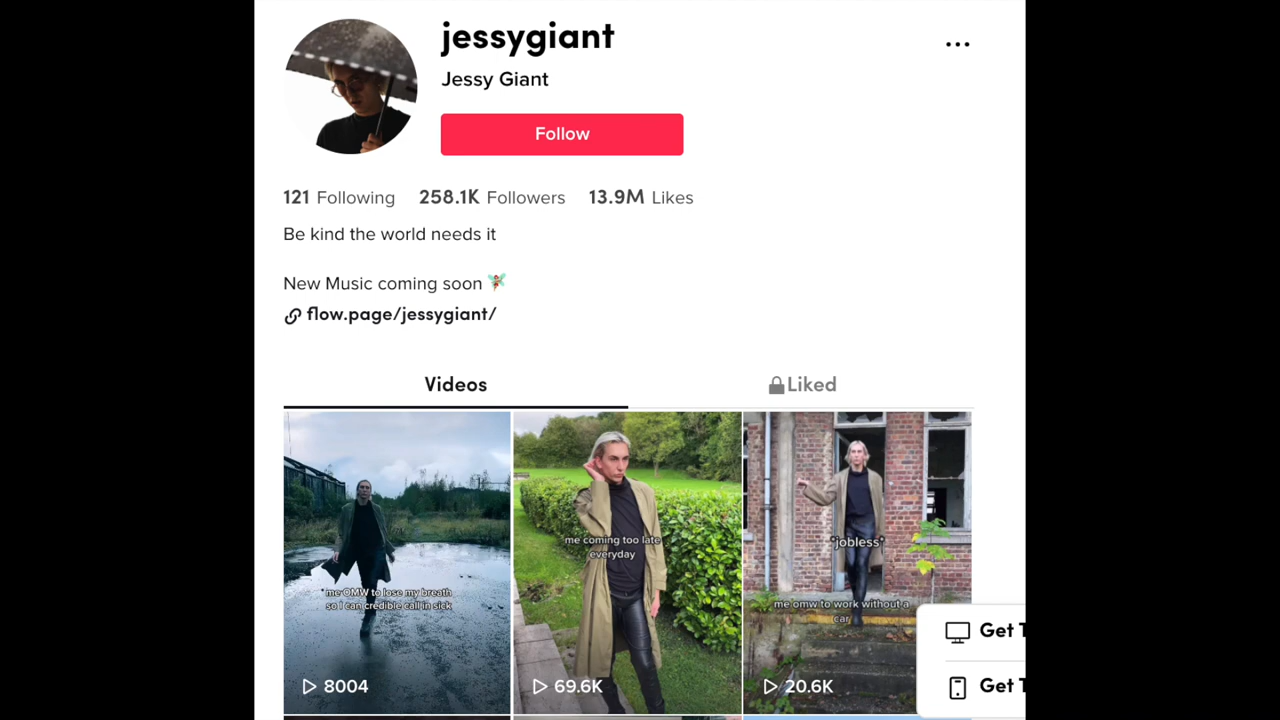 jessygiant
Jessy Giant
Follow
121 Following 258.1K Followers 13.9M Likes
Be kind the world needs it
New Music coming soon
flow.page/jessygiant/
Videos Liked
me OMW to lose my breath
so I can credible call in sick
8004
me coming too late
everyday
69.6K
*jobless*
me omw to work without a
car
20.6K
Get T
Get T